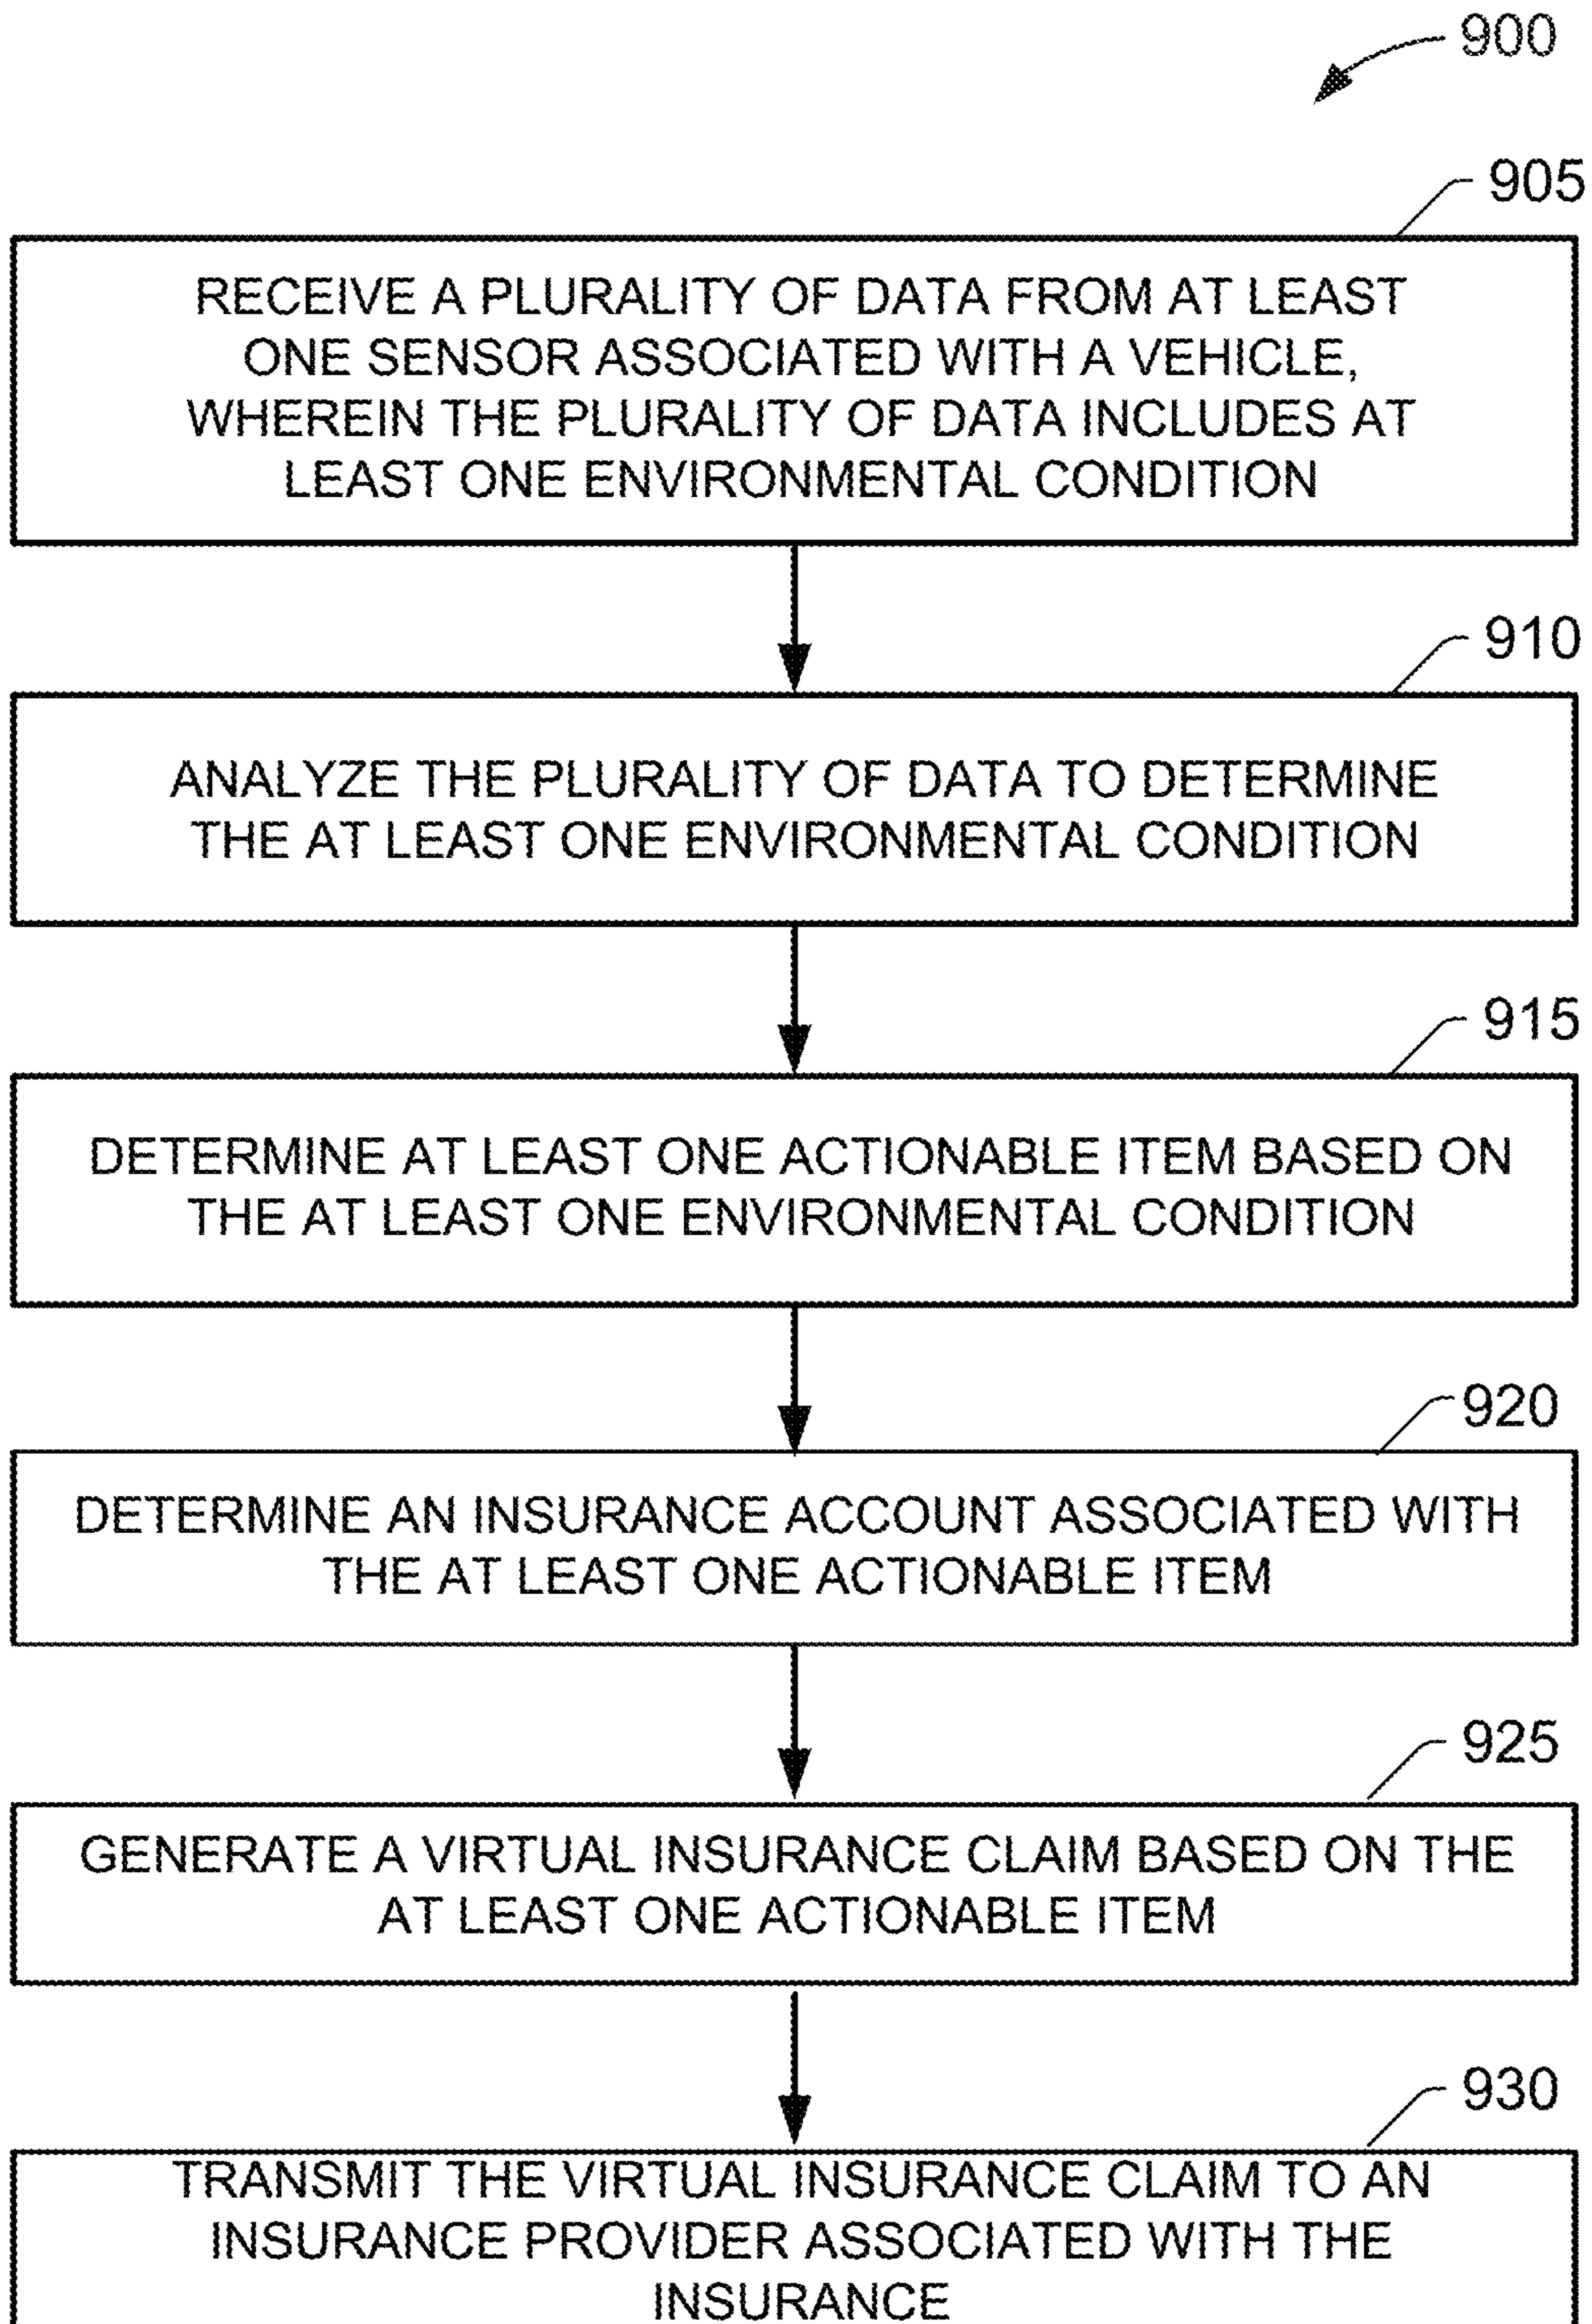 900
905
RECEIVE A PLURALITY OF DATA FROM AT LEAST
ONE SENSOR ASSOCIATED WITH A VEHICLE,
WHEREIN THE PLURALITY OF DATA INCLUDES AT
LEAST ONE ENVIRONMENTAL CONDITION
910
ANALYZE THE PLURALITY OF DATA TO DETERMINE
THE AT LEAST ONE ENVIRONMENTAL CONDITION
915
DETERMINE AT LEAST ONE ACTIONABLE ITEM BASED ON
THE AT LEAST ONE ENVIRONMENTAL CONDITION
920
DETERMINE AN INSURANCE ACCOUNT ASSOCIATED WITH
THE AT LEAST ONE ACTIONABLE ITEM
925
GENERATE A VIRTUAL INSURANCE CLAIM BASED ON THE
AT LEAST ONE ACTIONABLE ITEM
930
TRANSMIT THE VIRTUAL INSURANCE CLAIM TO AN
INSURANCE PROVIDER ASSOCIATED WITH THE
INSURANCE